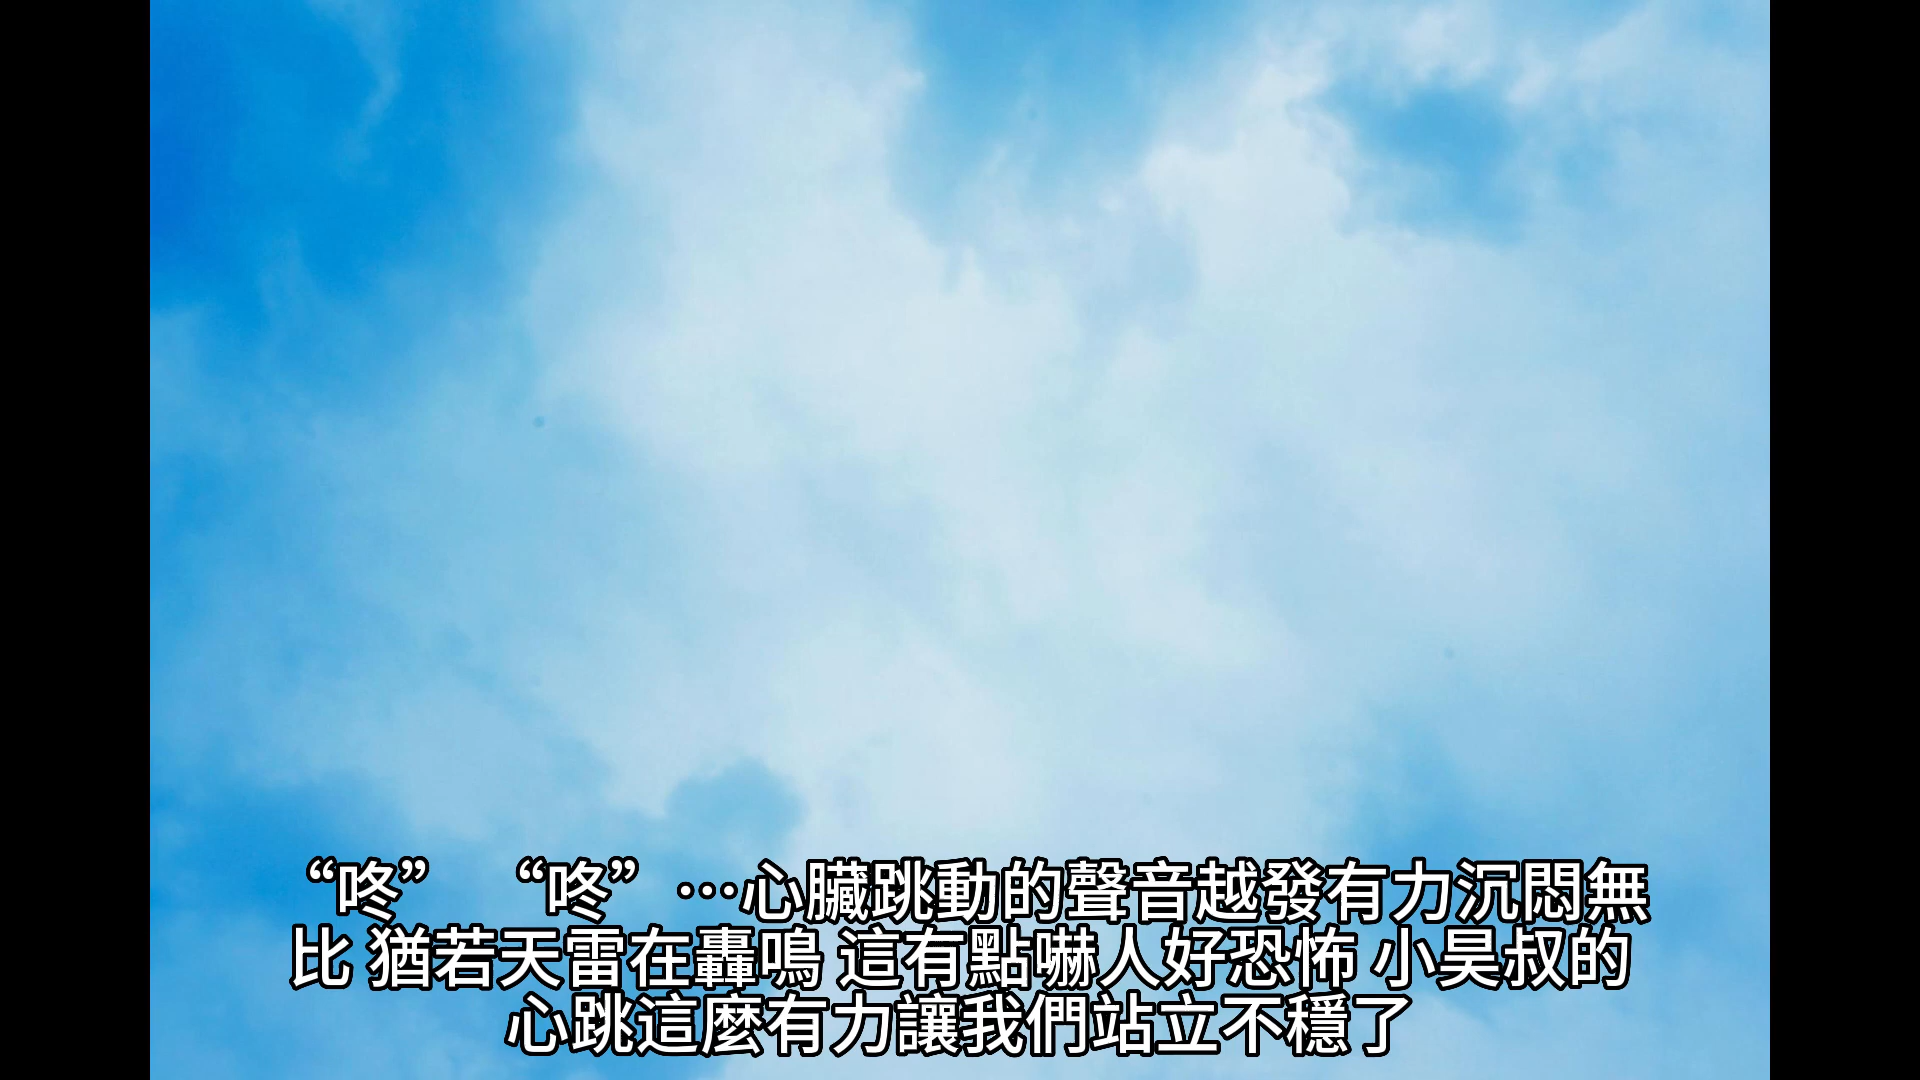 “咚” “咚”…心臟跳動的聲音越發有力沉悶無
比 猶若天雷在轟鳴 這有點嚇人好恐怖 小昊叔的
心跳這麼有力讓我們站立不穩了